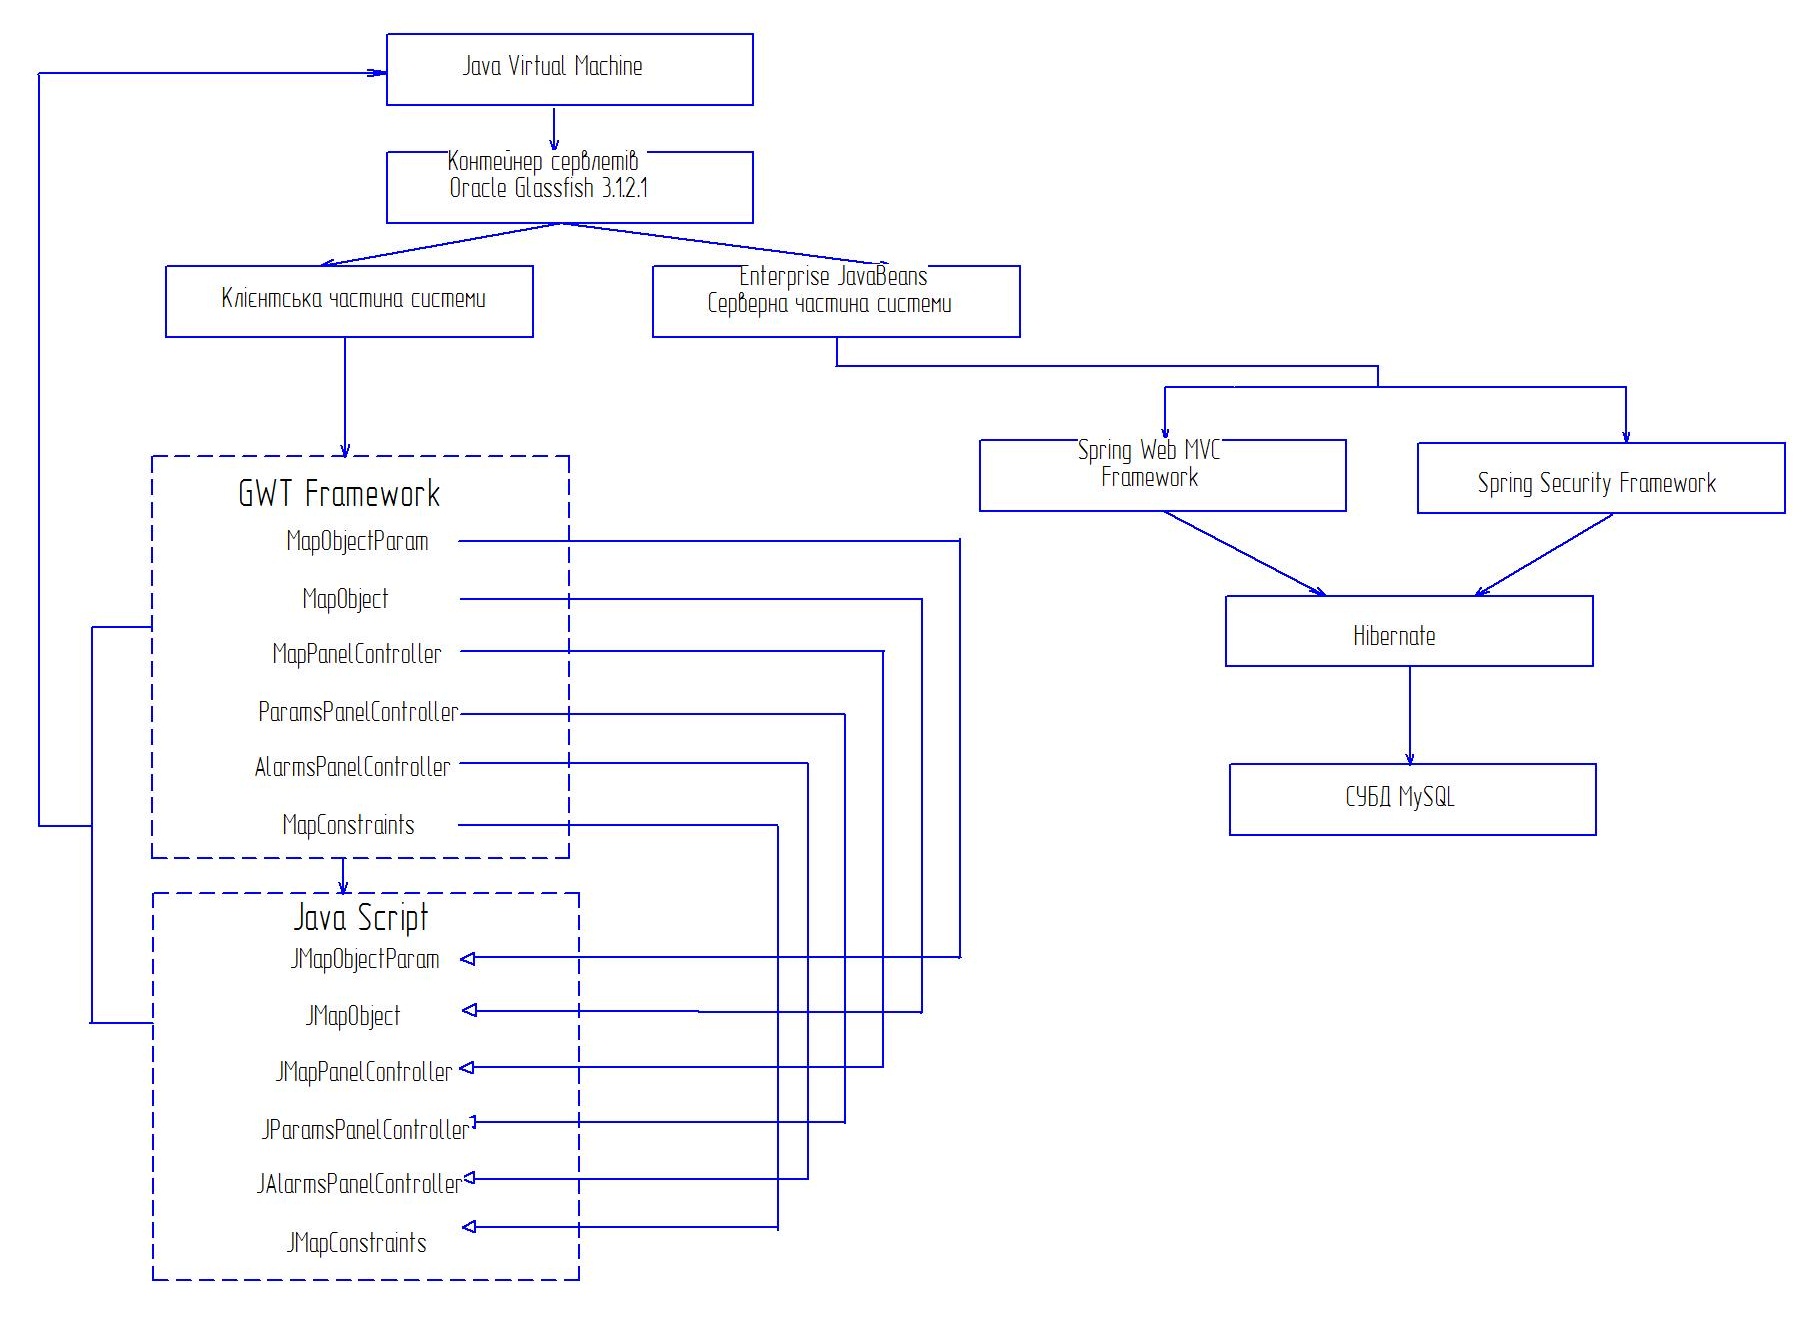 Java Virtual Machine
Контейнер сервлетів
Oracle Glassfish 3.1.2.1
Клієнтська частина системи
Enterprise JavaBeans
Серверна частина системи
Spring Web MVC
Framework
Spring Security Framework
Hibernate
СУБД MySQL
GWT Framework
MapObjectParam
MapObject
MapPanelController
ParamsPanelController
AlarmsPanelController
MapConstraints
Java Script
JMapObjectParam
JMapObject
JMapPanelController
JParamsPanelController
JAlarmsPanelController
JMapConstraints